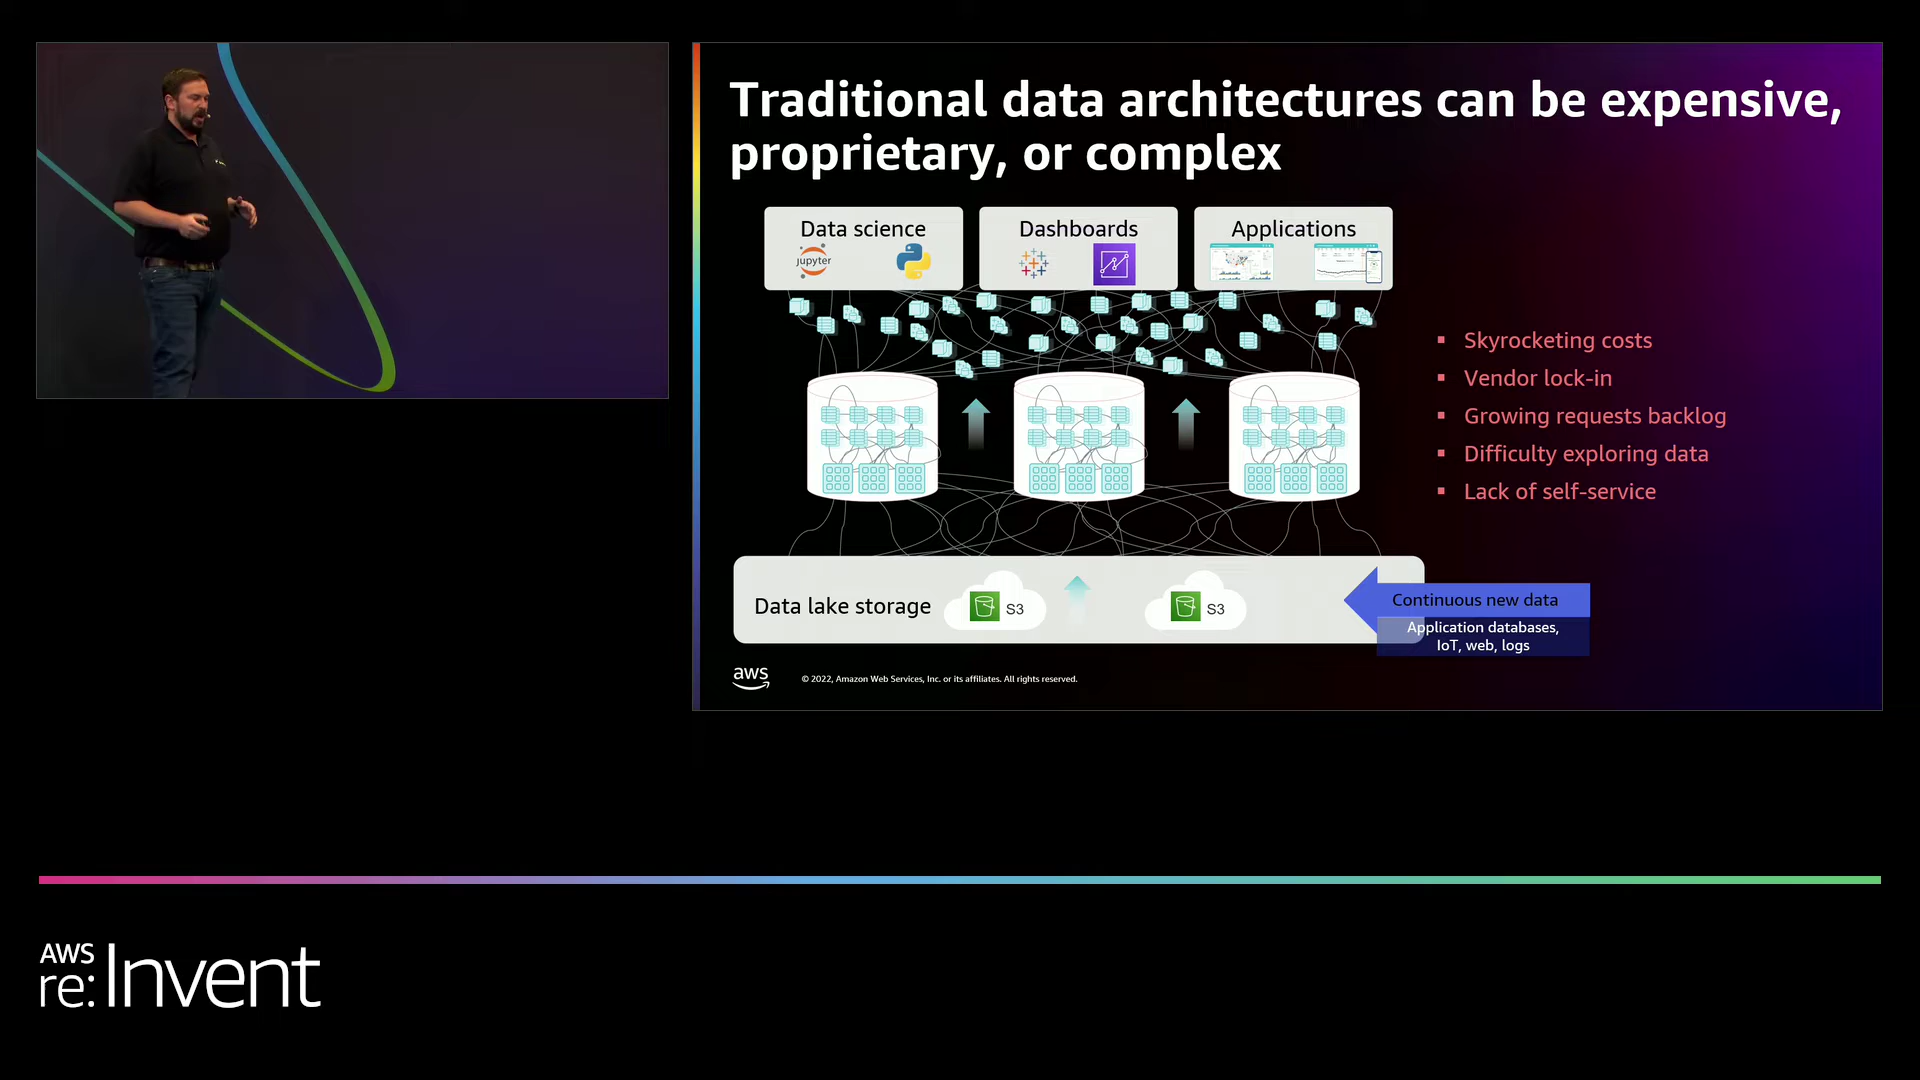 Traditional data architectures can be expensive,
proprietary, or complex
Data science
jupyter
Dashboards
Applications
Skyrocketing costs
Vendor lock-in
Growing requests backlog
Difficulty exploring data
Lack of self-service
Data lake storage
S3
S3
Continuous new data
Application databases,
IoT, web, logs
aws
© 2022, Amazon Web Services, Inc. or its affiliates. All rights reserved.
AWS
re:Invent